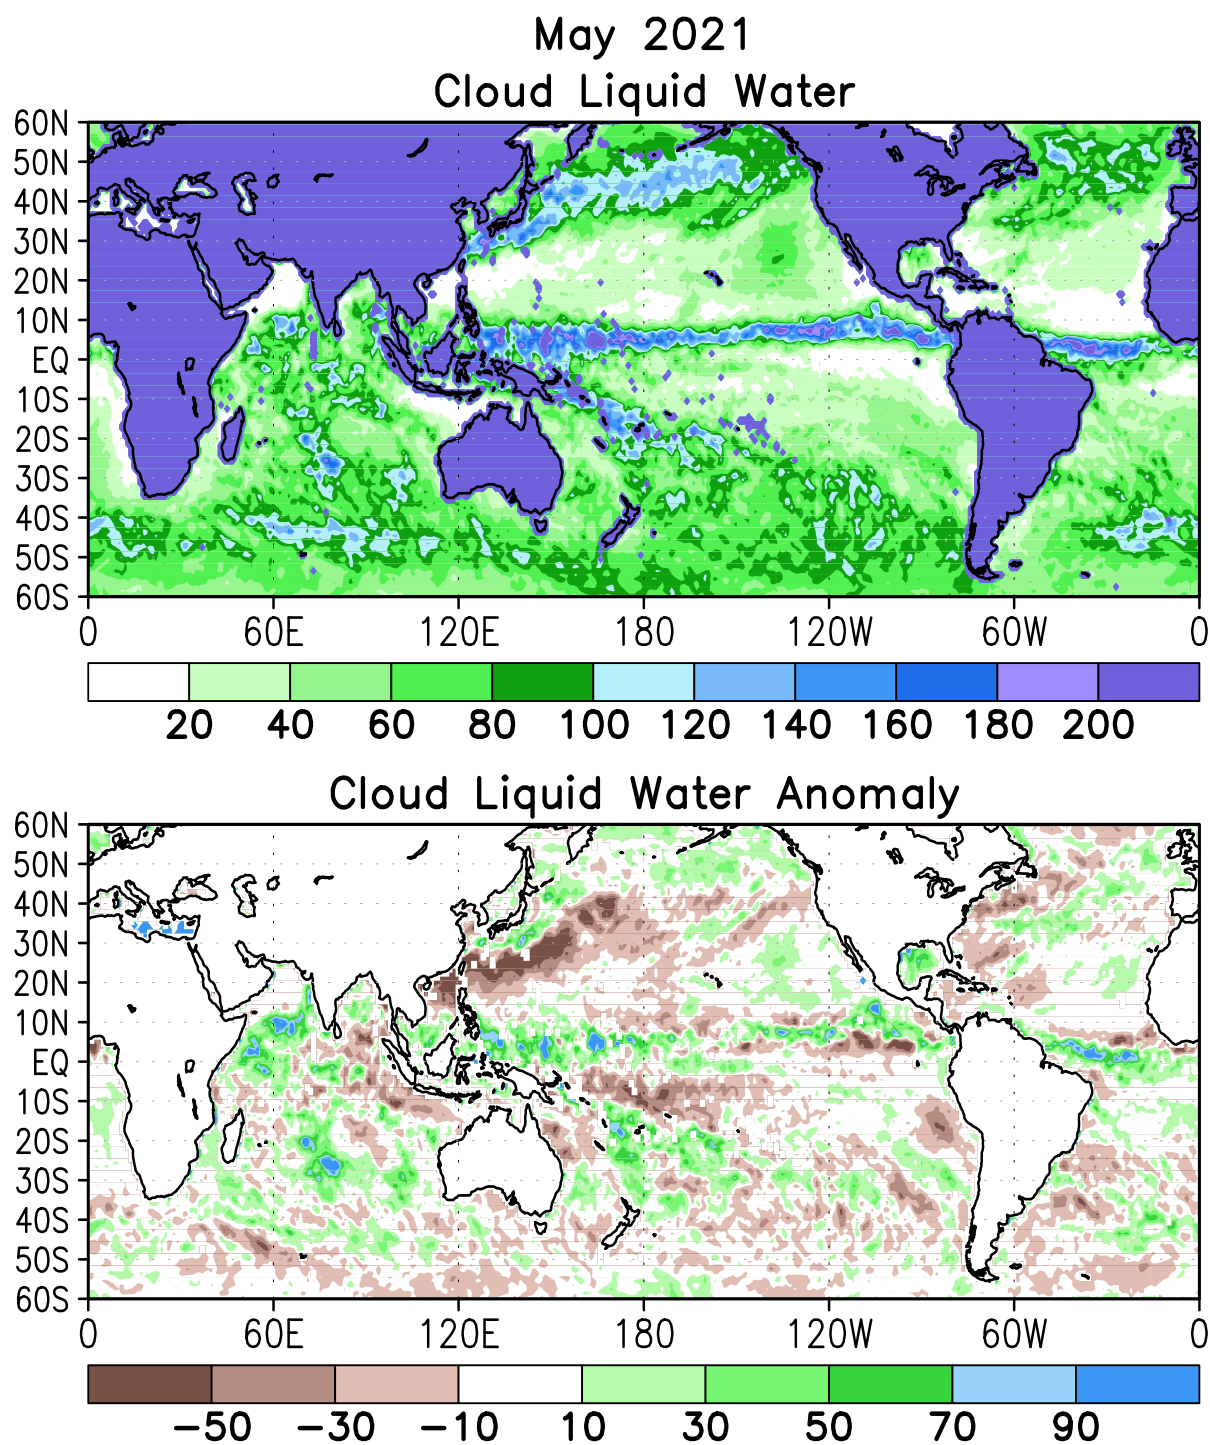 May 2021
Cloud Liquid Water
60N
50N
40N
30N
20N
10N
EQ
10S
20S
30S
40S
50S
60S
0 60E 120E 180 120W 60W 0
20 40 60 80 100 120 140 160 180 200
Cloud Liquid Water Anomaly
60N
50N
40N
30N
20N
10N
EQ
10S
20S
30S
40S
50S
60S
0 60E 120E 180 120W 60W 0
−50 −30 −10 10 30 50 70 90